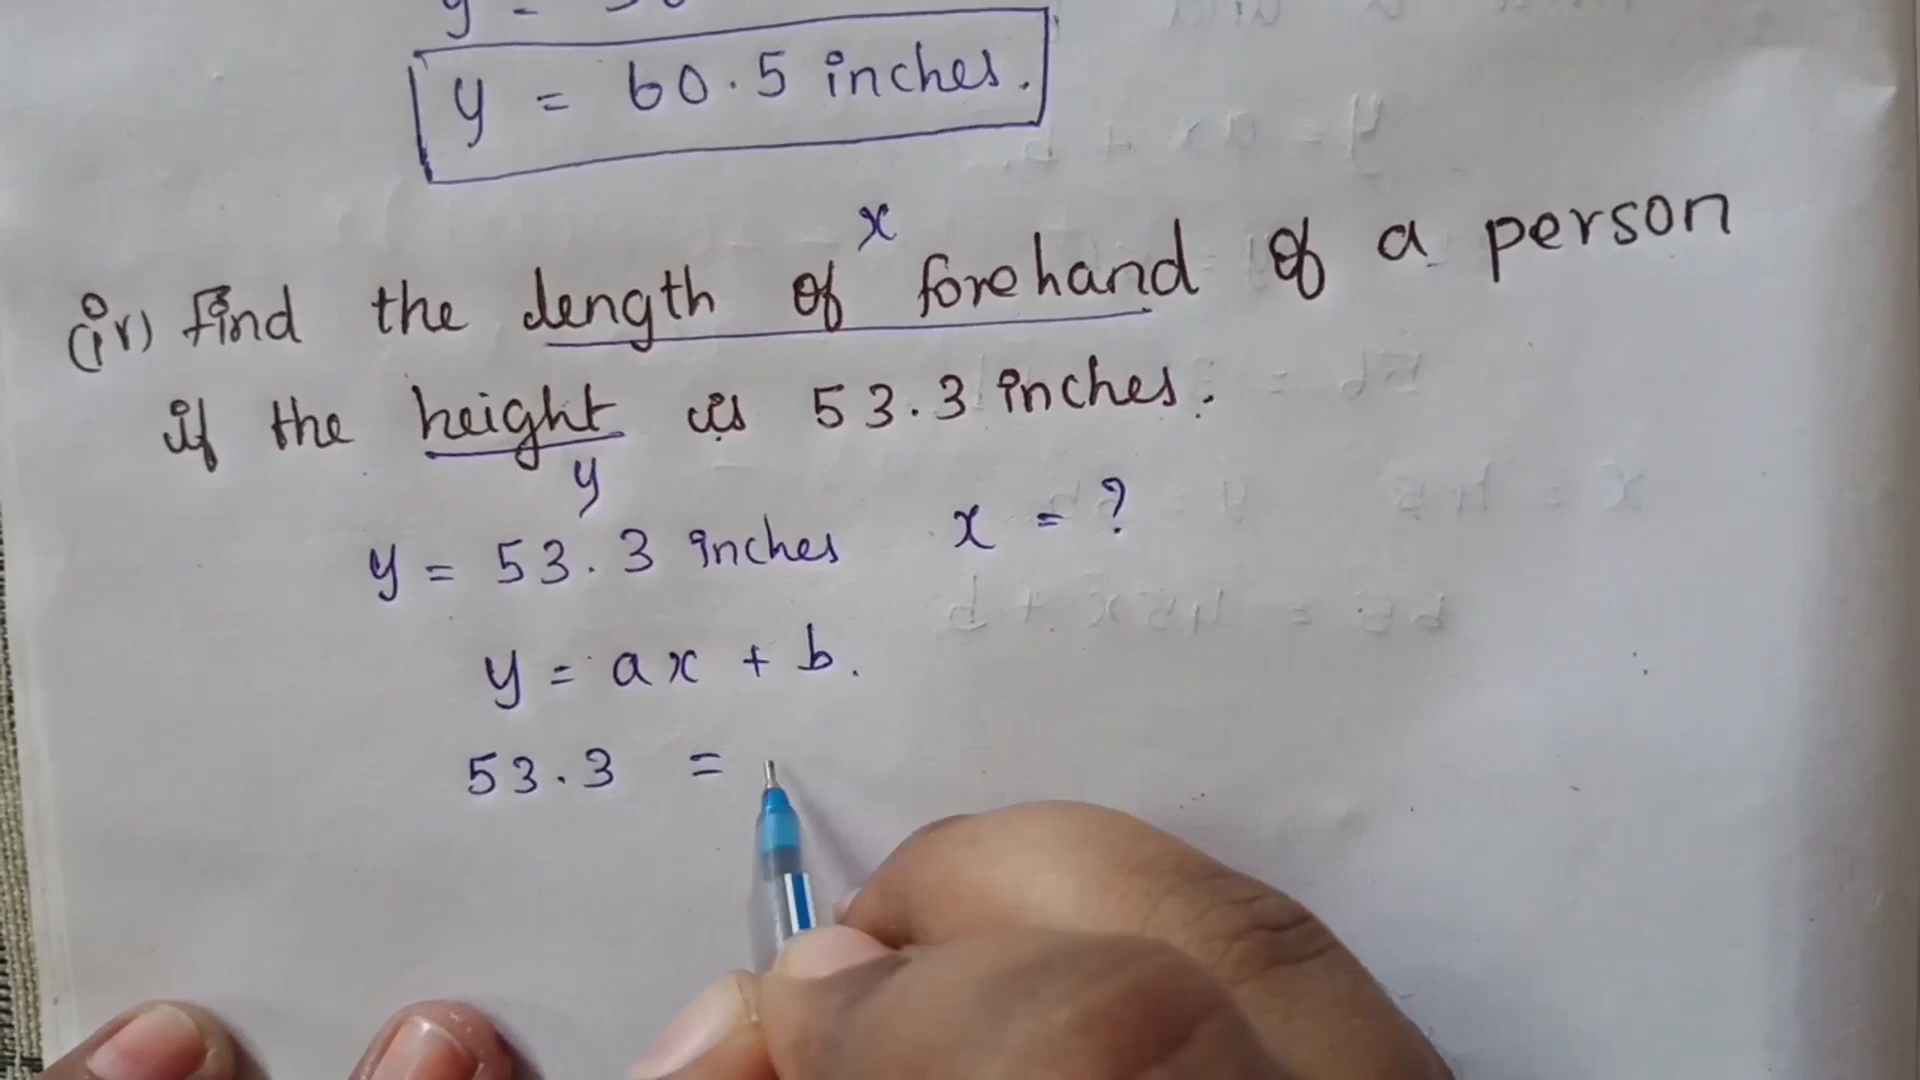 y = 60.5 inches.
x
(iv) Find the length of forehand of a person
if the height is 53.3 inches.
y
y = 53.3 inches x = ?
y = ax + b.
53.3 =